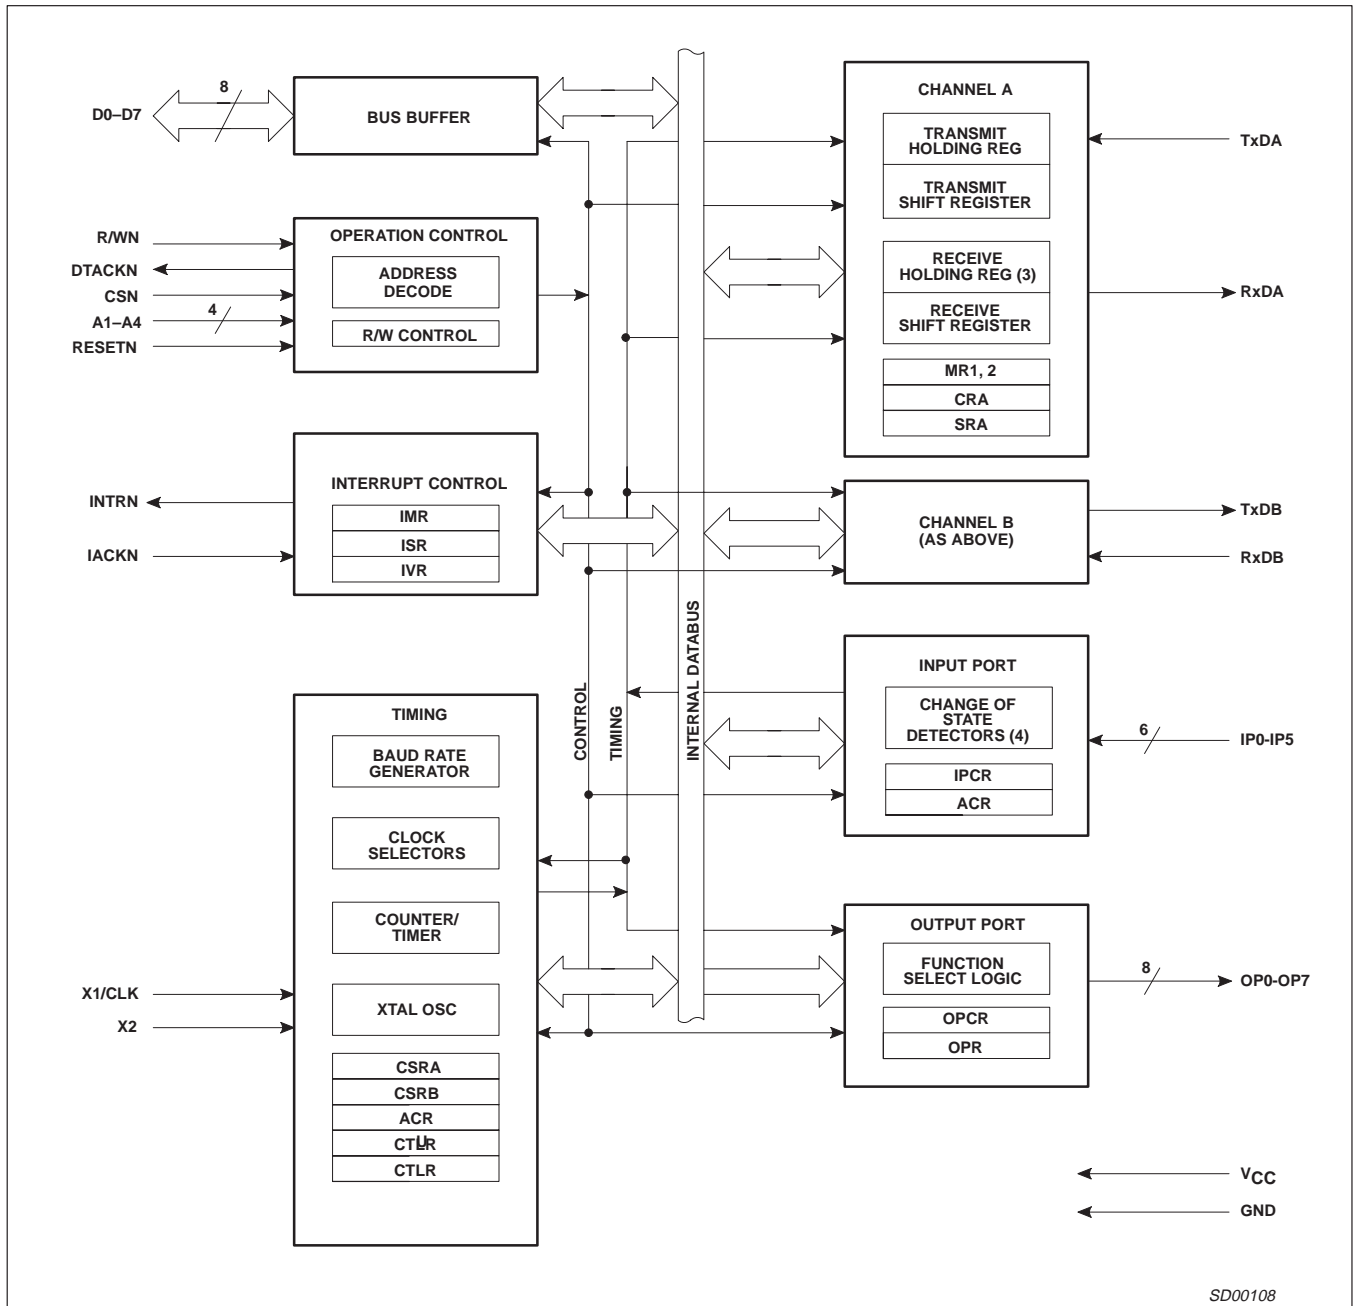 D0–D7
8
BUS BUFFER
R/WN
DTACKN
CSN
A1–A4
4
RESETN
OPERATION CONTROL
ADDRESS
DECODE
R/W CONTROL
INTRN
IACKN
INTERRUPT CONTROL
IMR
ISR
IVR
TIMING
BAUD RATE
GENERATOR
CLOCK
SELECTORS
COUNTER/
TIMER
X1/CLK
X2
XTAL OSC
CSRA
CSRB
ACR
CTLR
CONTROL
TIMING
INTERNAL DATABUS
CHANNEL A
TRANSMIT
HOLDING REG
TRANSMIT
SHIFT REGISTER
RECEIVE
HOLDING REG (3)
RECEIVE
SHIFT REGISTER
MR1, 2
CRA
SRA
TxDA
RxDA
CHANNEL B
(AS ABOVE)
TxDB
RxDB
INPUT PORT
CHANGE OF
STATE
DETECTORS (4)
IPCR
ACR
6
IP0-IP5
OUTPUT PORT
FUNCTION
SELECT LOGIC
OPCR
OPR
8
OP0-OP7
VCC
GND
SD00108